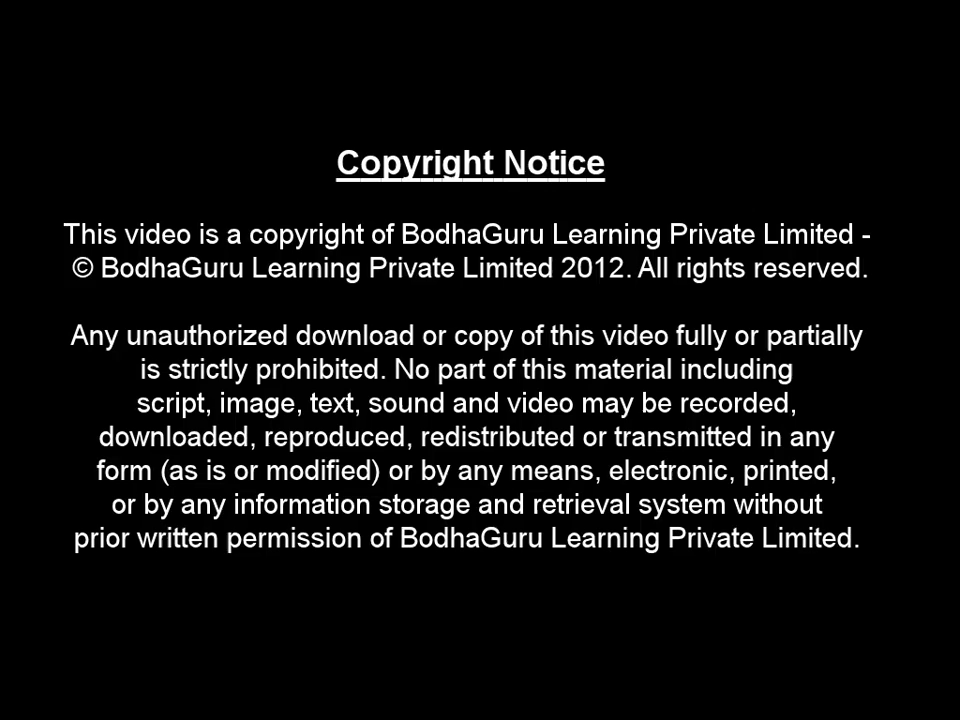 Copyright Notice
This video is a copyright of BodhaGuru Learning Private Limited -
© BodhaGuru Learning Private Limited 2012. All rights reserved.
Any unauthorized download or copy of this video fully or partially
is strictly prohibited. No part of this material including
script, image, text, sound and video may be recorded,
downloaded, reproduced, redistributed or transmitted in any
form (as is or modified) or by any means, electronic, printed,
or by any information storage and retrieval system without
prior written permission of BodhaGuru Learning Private Limited.